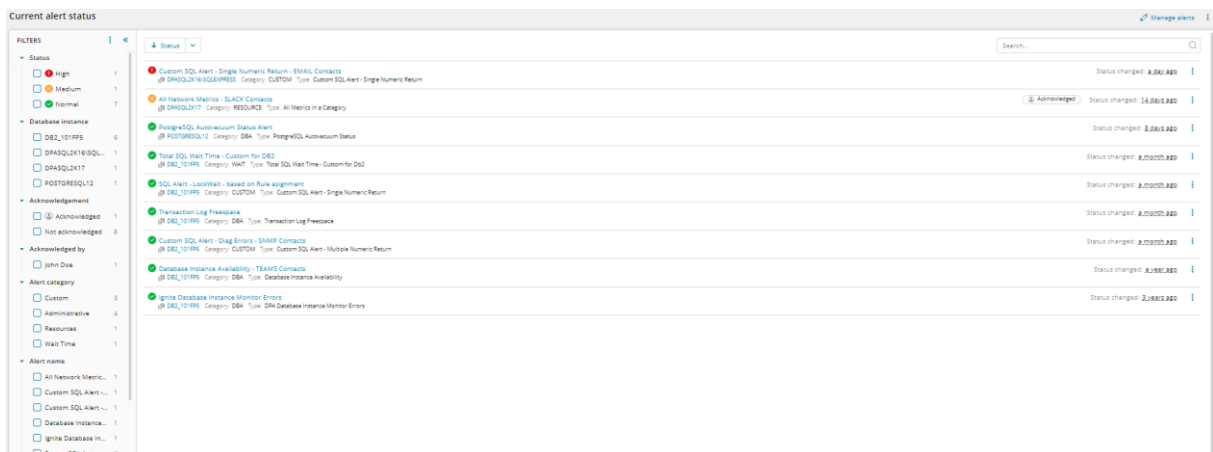 Current alert status
Manage alerts
FILTERS
Status
High 1
Medium 1
Normal 7
Database instance
DB2_101FP5 6
DPASQL2K16\SQL... 1
DPASQL2K17 1
POSTGRESQL12 1
Acknowledgement
Acknowledged 1
Not acknowledged 8
Acknowledged by
John Doe 1
Alert category
Custom 3
Administrative 4
Resources 1
Wait Time 1
Alert name
All Network Metric... 1
Custom SQL Alert -... 1
Custom SQL Alert -... 1
Database Instance... 1
Ignite Database In... 1
Status
Search...
Custom SQL Alert - Single Numeric Return - EMAIL Contacts
DPASQL2K16\SQLEXPRESS Category: CUSTOM Type: Custom SQL Alert - Single Numeric Return
Status changed: a day ago
All Network Metrics - SLACK Contacts
DPASQL2K17 Category: RESOURCE Type: All Metrics in a Category
Acknowledged Status changed: 14 days ago
PostgreSQL Autovacuum Status Alert
POSTGRESQL12 Category: DBA Type: PostgreSQL Autovacuum Status
Status changed: 8 days ago
Total SQL Wait Time - Custom for DB2
DB2_101FP5 Category: WAIT Type: Total SQL Wait Time - Custom for Db2
Status changed: a month ago
SQL Alert - LockWait - based on Rule asignment
DB2_101FP5 Category: CUSTOM Type: Custom SQL Alert - Single Numeric Return
Status changed: a month ago
Transaction Log Freespace
DB2_101FP5 Category: DBA Type: Transaction Log Freespace
Status changed: a month ago
Custom SQL Alert - Diag Errors - SNMP Contacts
DB2_101FP5 Category: CUSTOM Type: Custom SQL Alert - Multiple Numeric Return
Status changed: a month ago
Database Instance Availability - TEAMS Contacts
DB2_101FP5 Category: DBA Type: Database Instance Availability
Status changed: a year ago
Ignite Database Instance Monitor Errors
DB2_101FP5 Category: DBA Type: DPA Database Instance Monitor Errors
Status changed: 3 years ago